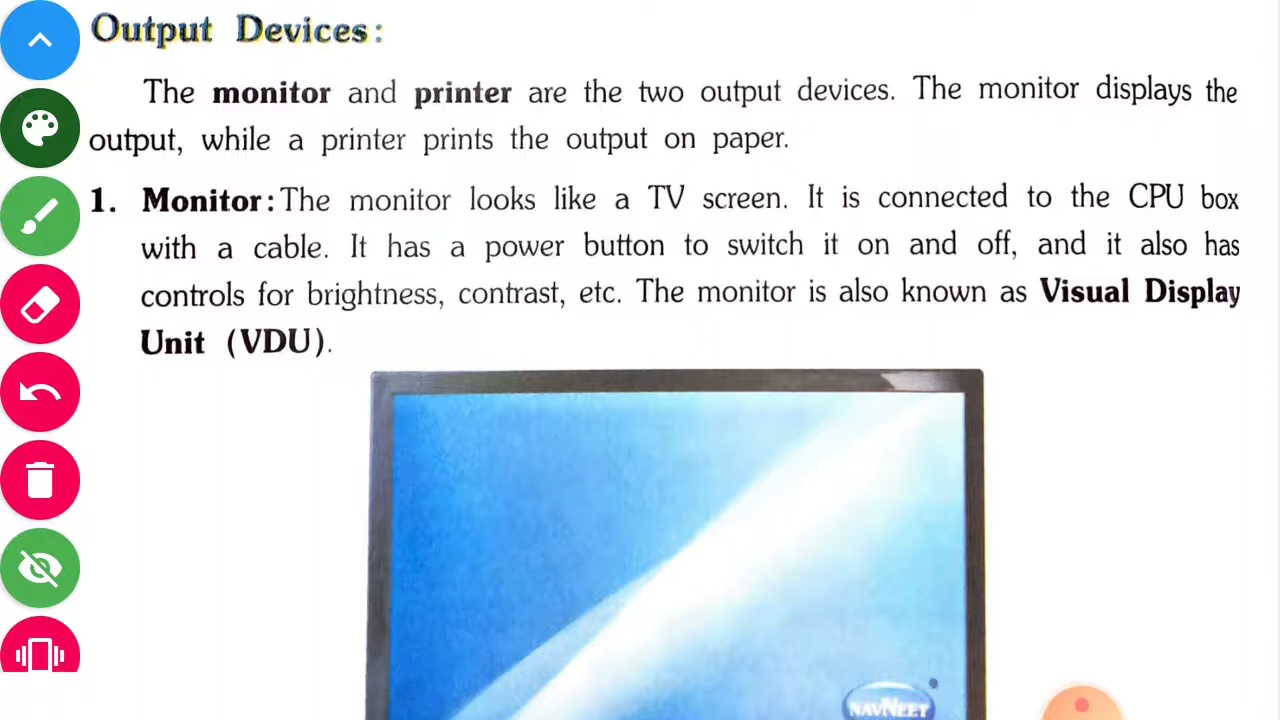 Output Devices:
The monitor and printer are the two output devices. The monitor displays the
output, while a printer prints the output on paper.
1. Monitor: The monitor looks like a TV screen. It is connected to the CPU box
with a cable. It has a power button to switch it on and off, and it also has
controls for brightness, contrast, etc. The monitor is also known as Visual Display
Unit (VDU).
NAVNEET